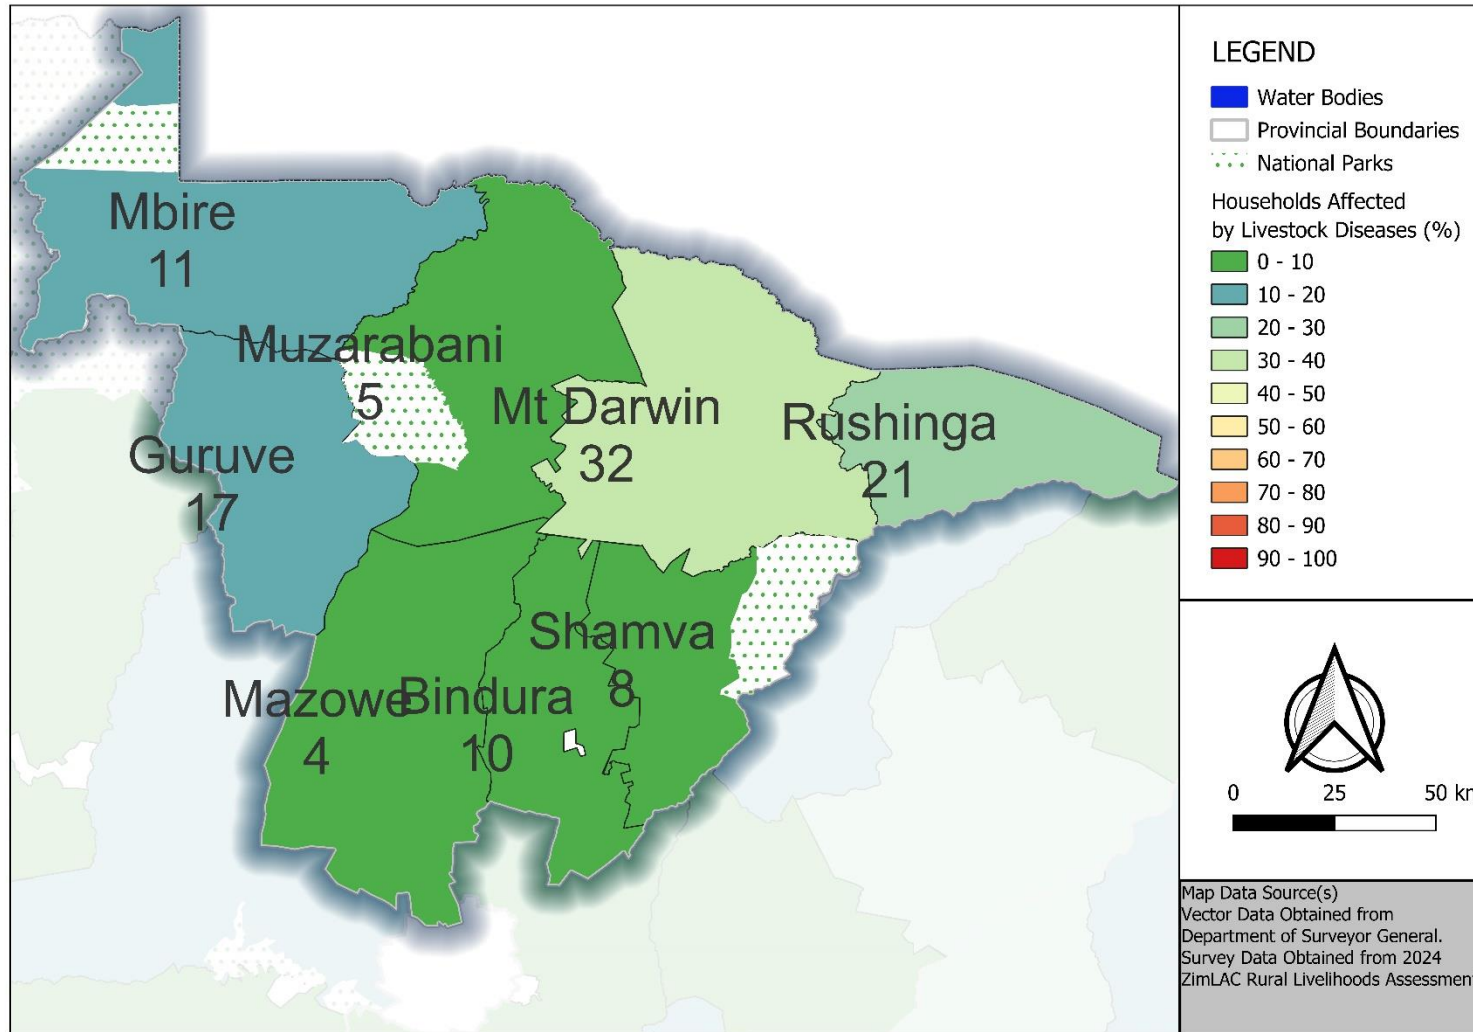 Mbire
11
Muzarabani
5
Guruve
17
Mt Darwin
32
Rushinga
21
Shamva
8
Mazowe
4
Bindura
10
LEGEND
Water Bodies
Provincial Boundaries
National Parks
Households Affected
by Livestock Diseases (%)
0 - 10
10 - 20
20 - 30
30 - 40
40 - 50
50 - 60
60 - 70
70 - 80
80 - 90
90 - 100
0 25 50 km
Map Data Source(s)
Vector Data Obtained from
Department of Surveyor General.
Survey Data Obtained from 2024
ZimLAC Rural Livelihoods Assessment